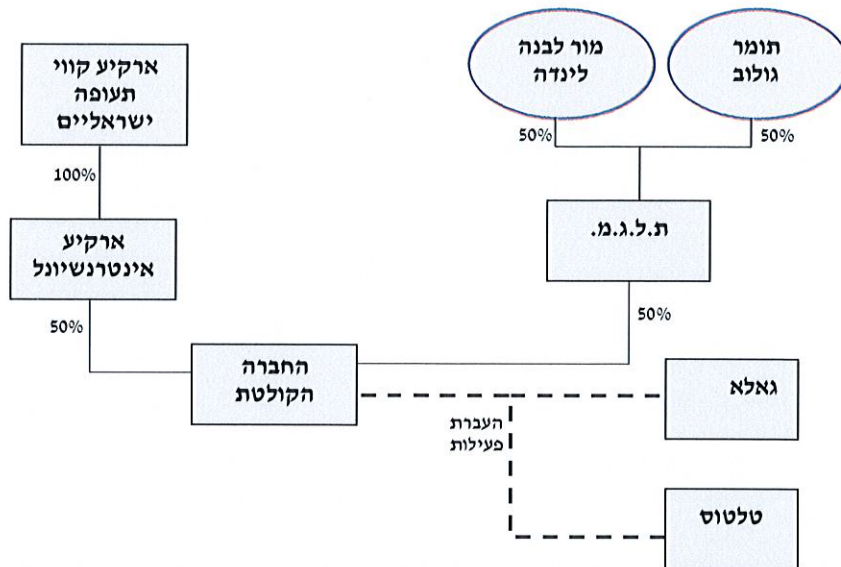 ארקיע קווי
תעופה
ישראליים
מור לבנה
לינדה
תומר
גולוב
50%
50%
100%
ארקיע
אינטרנשיונל
ת.ל.ג.מ.
50%
50%
החברה
הקולטת
גאלא
העברת
פעילות
טלטוס